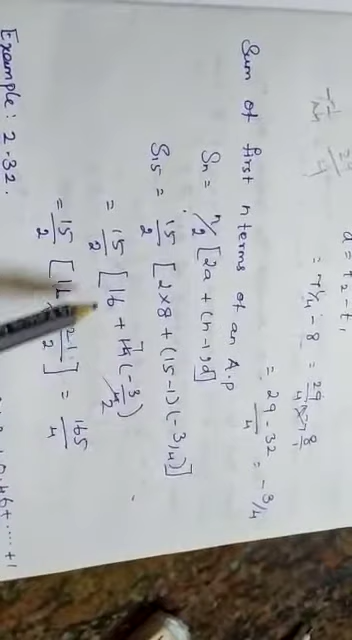 d = t₂ - t₁
= 7 1/4 - 8 = 29/4 - 8/1
= 29 - 32 / 4 = -3/4
Sum of first n terms of an A.P
Sn = n/2 [2a + (n-1)d]
S15 = 15/2 [2×8 + (15-1)(-3/4)]
= 15/2 [16 + 14 (-3/4)]
= 15/2 [16 - 21/2] = 165/4
Example: 2.32.